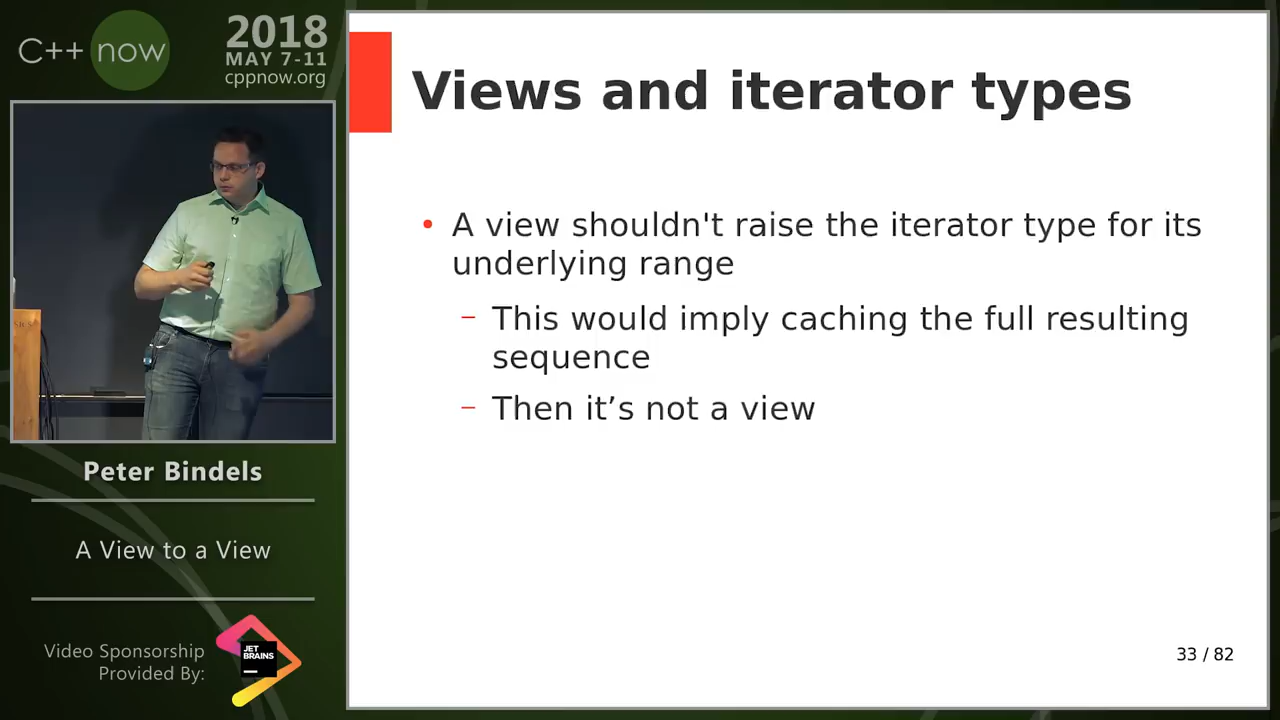 C++ now
2018
MAY 7-11
cppnow.org
Views and iterator types
• A view shouldn't raise the iterator type for its
underlying range
– This would imply caching the full resulting
sequence
– Then it’s not a view
Peter Bindels
A View to a View
Video Sponsorship
Provided By:
JET
BRAINS
33 / 82